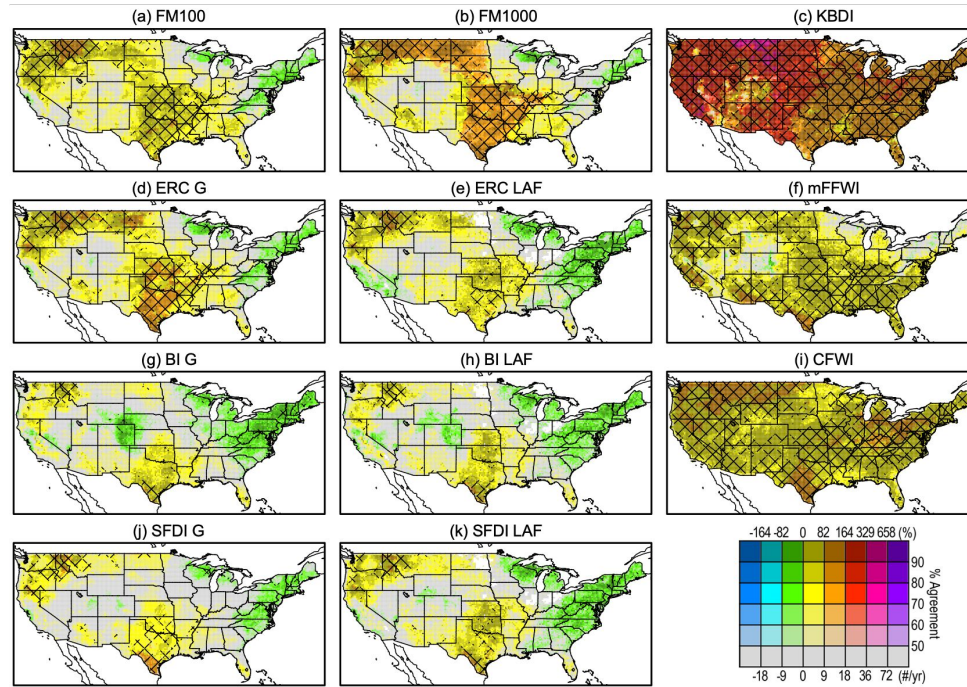 (a) FM100
(b) FM1000
(c) KBDI
(d) ERC G
(e) ERC LAF
(f) mFFWI
(g) BI G
(h) BI LAF
(i) CFWI
(j) SFDI G
(k) SFDI LAF
-164 -82 0 82 164 329 658 (%)
90
80
70
60
50
% Agreement
-18 -9 0 9 18 36 72 (#/yr)